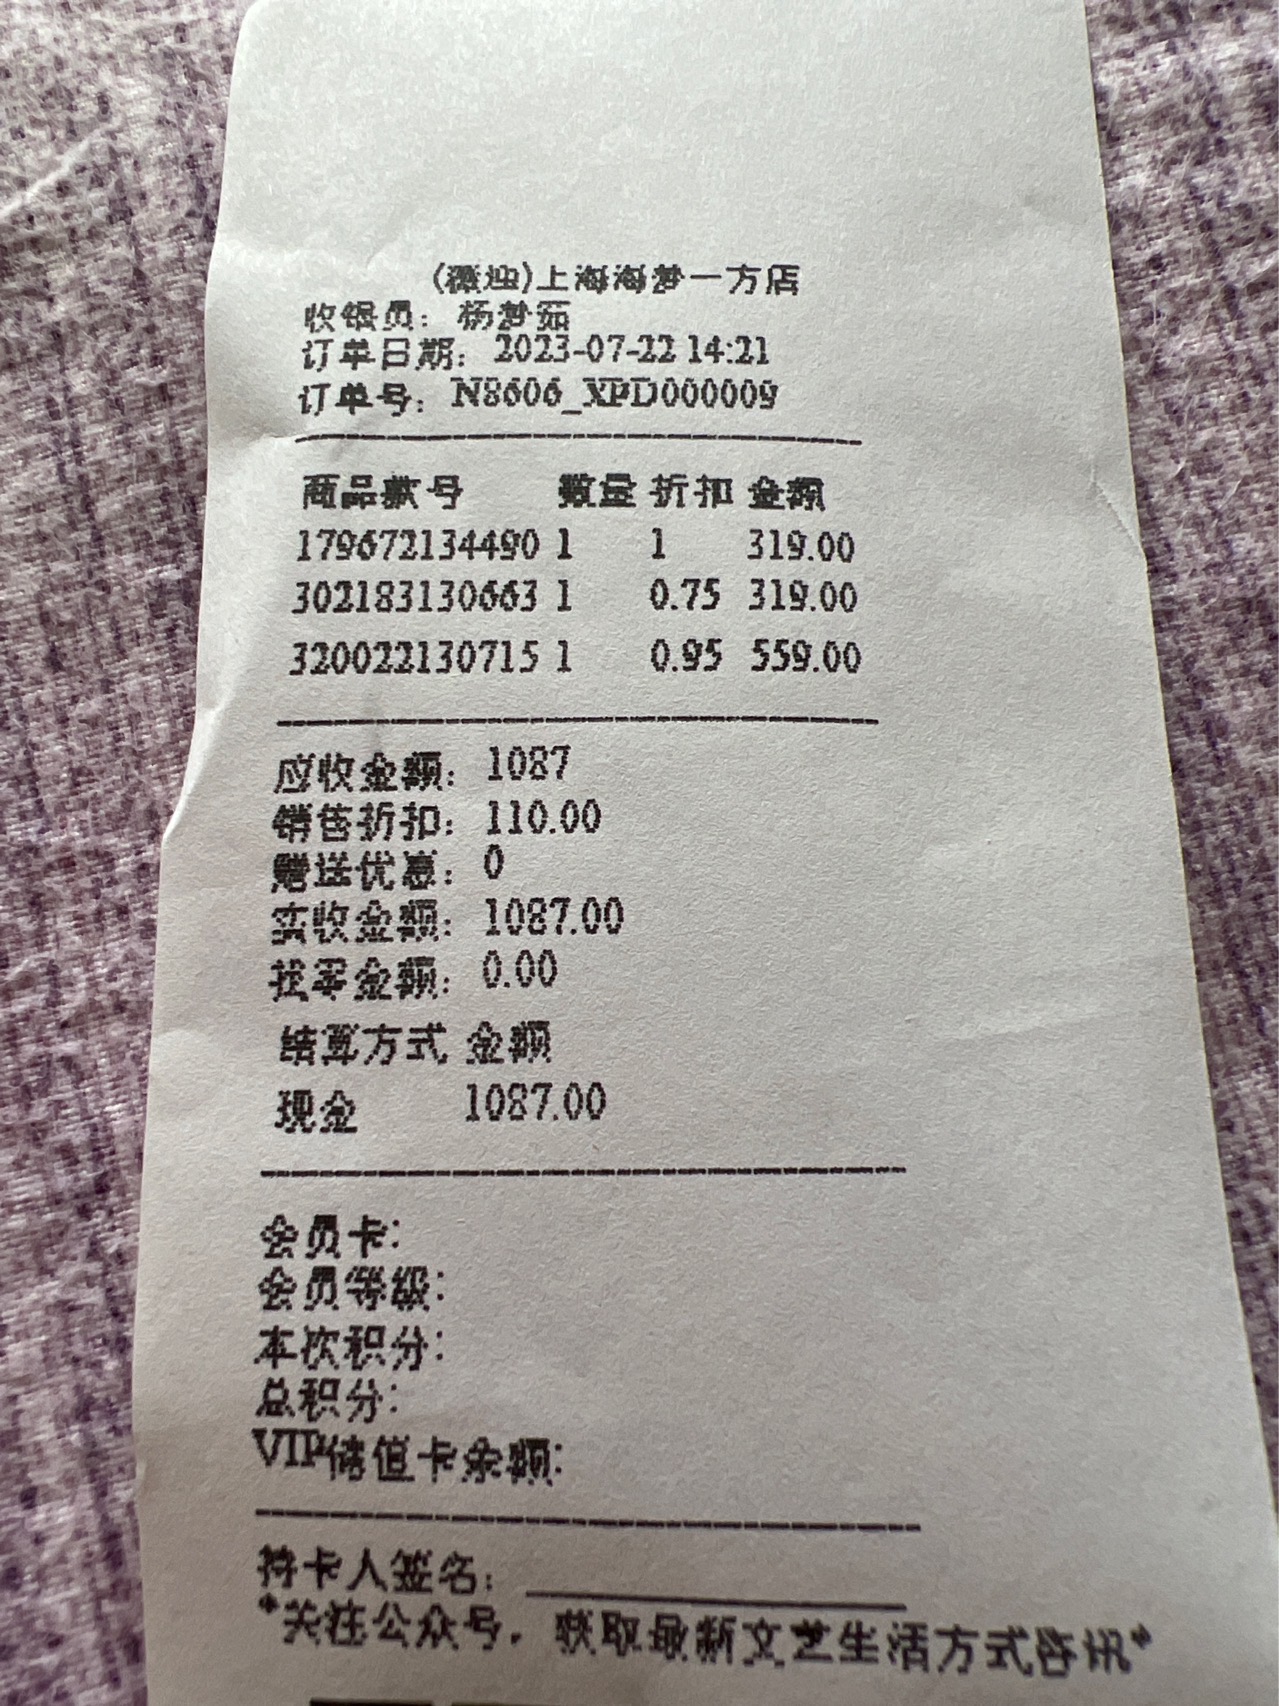 (薇迪)上海海梦一方店
收银员：杨梦茹
订单日期：2023-07-22 14:21
订单号：N8606_XPD000009
商品款号 数量 折扣 金额
179672134490 1 1 319.00
302183130663 1 0.75 319.00
320022130715 1 0.95 559.00
应收金额：1087
销售折扣：110.00
赠送优惠：0
实收金额：1087.00
找零金额：0.00
结算方式 金额
现金 1087.00
会员卡:
会员等级:
本次积分:
总积分:
VIP储值卡余额:
持卡人签名：
*关注公众号，获取最新文艺生活方式咨讯*